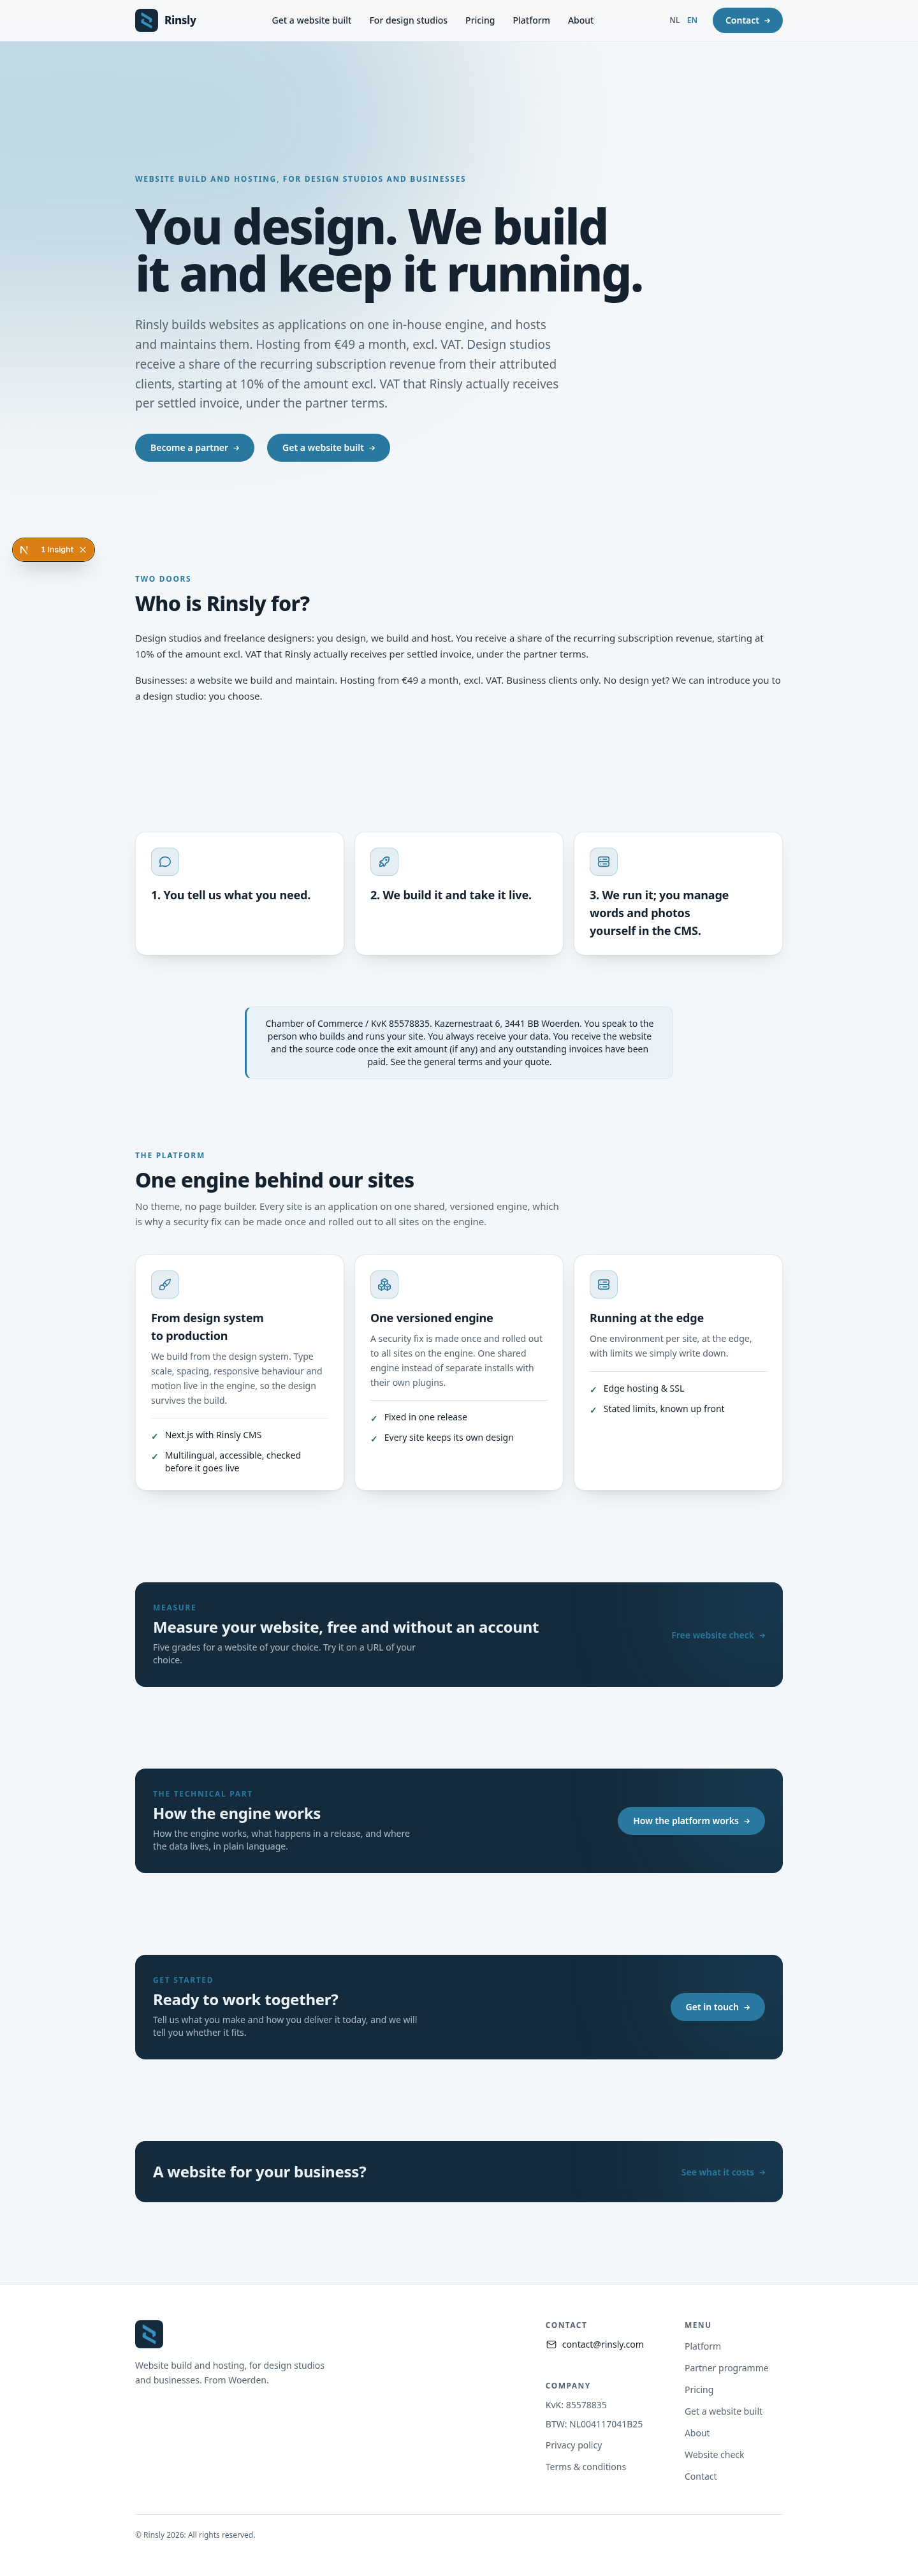 Rinsly
Get a website built
For design studios
Pricing
Platform
About
NL
EN
Contact →
WEBSITE BUILD AND HOSTING, FOR DESIGN STUDIOS AND BUSINESSES
You design. We build
it and keep it running.
Rinsly builds websites as applications on one in-house engine, and hosts
and maintains them. Hosting from €49 a month, excl. VAT. Design studios
receive a share of the recurring subscription revenue from their attributed
clients, starting at 10% of the amount excl. VAT that Rinsly actually receives
per settled invoice, under the partner terms.
Become a partner →
Get a website built →
1 Insight
TWO DOORS
Who is Rinsly for?
Design studios and freelance designers: you design, we build and host. You receive a share of the recurring subscription revenue, starting at
10% of the amount excl. VAT that Rinsly actually receives per settled invoice, under the partner terms.
Businesses: a website we build and maintain. Hosting from €49 a month, excl. VAT. Business clients only. No design yet? We can introduce you to
a design studio: you choose.
1. You tell us what you need.
2. We build it and take it live.
3. We run it; you manage
words and photos
yourself in the CMS.
Chamber of Commerce / KvK 85578835. Kazernestraat 6, 3441 BB Woerden. You speak to the
person who builds and runs your site. You always receive your data. You receive the website
and the source code once the exit amount (if any) and any outstanding invoices have been
paid. See the general terms and your quote.
THE PLATFORM
One engine behind our sites
No theme, no page builder. Every site is an application on one shared, versioned engine, which
is why a security fix can be made once and rolled out to all sites on the engine.
From design system
to production
We build from the design system. Type
scale, spacing, responsive behaviour and
motion live in the engine, so the design
survives the build.
✓ Next.js with Rinsly CMS
✓ Multilingual, accessible, checked
before it goes live
One versioned engine
A security fix is made once and rolled out
to all sites on the engine. One shared
engine instead of separate installs with
their own plugins.
✓ Fixed in one release
✓ Every site keeps its own design
Running at the edge
One environment per site, at the edge,
with limits we simply write down.
✓ Edge hosting & SSL
✓ Stated limits, known up front
MEASURE
Measure your website, free and without an account
Five grades for a website of your choice. Try it on a URL of your
choice.
Free website check →
THE TECHNICAL PART
How the engine works
How the engine works, what happens in a release, and where
the data lives, in plain language.
How the platform works →
GET STARTED
Ready to work together?
Tell us what you make and how you deliver it today, and we will
tell you whether it fits.
Get in touch →
A website for your business?
See what it costs →
Website build and hosting, for design studios
and businesses. From Woerden.
CONTACT
contact@rinsly.com
COMPANY
KvK: 85578835
BTW: NL004117041B25
Privacy policy
Terms & conditions
MENU
Platform
Partner programme
Pricing
Get a website built
About
Website check
Contact
© Rinsly 2026: All rights reserved.